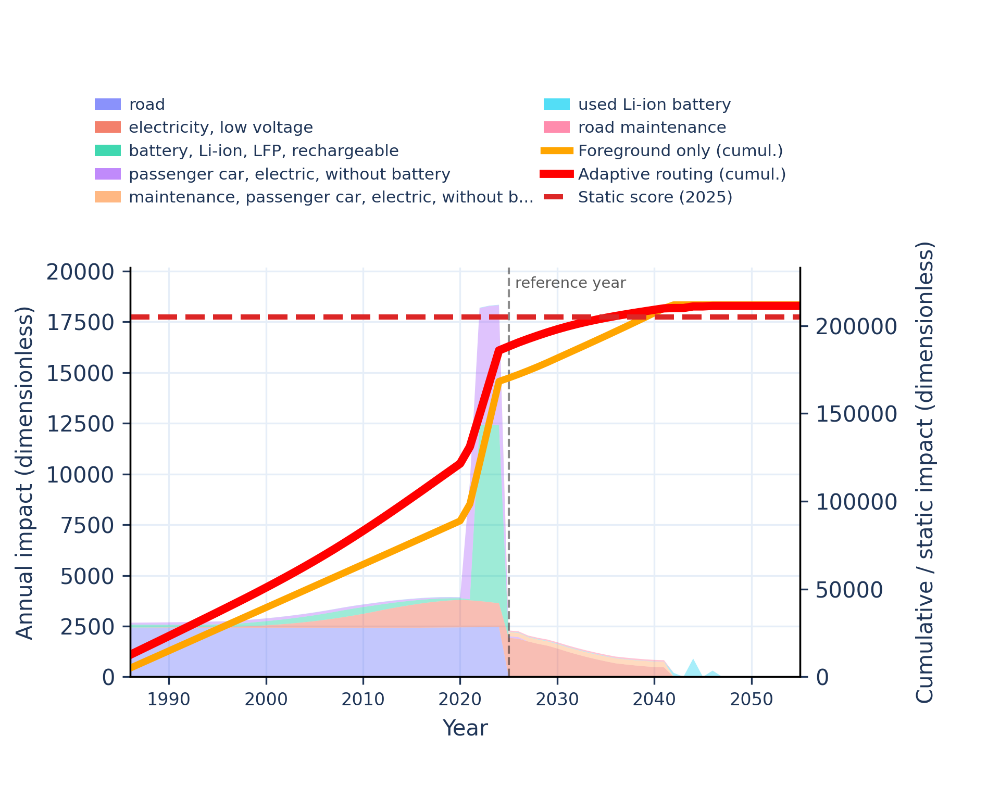 road
electricity, low voltage
battery, Li-ion, LFP, rechargeable
passenger car, electric, without battery
maintenance, passenger car, electric, without b...
used Li-ion battery
road maintenance
Foreground only (cumul.)
Adaptive routing (cumul.)
Static score (2025)
Annual impact (dimensionless)
20000
17500
15000
12500
10000
7500
5000
2500
0
reference year
200000
150000
100000
50000
0
Cumulative / static impact (dimensionless)
1990
2000
2010
2020
2030
2040
2050
Year